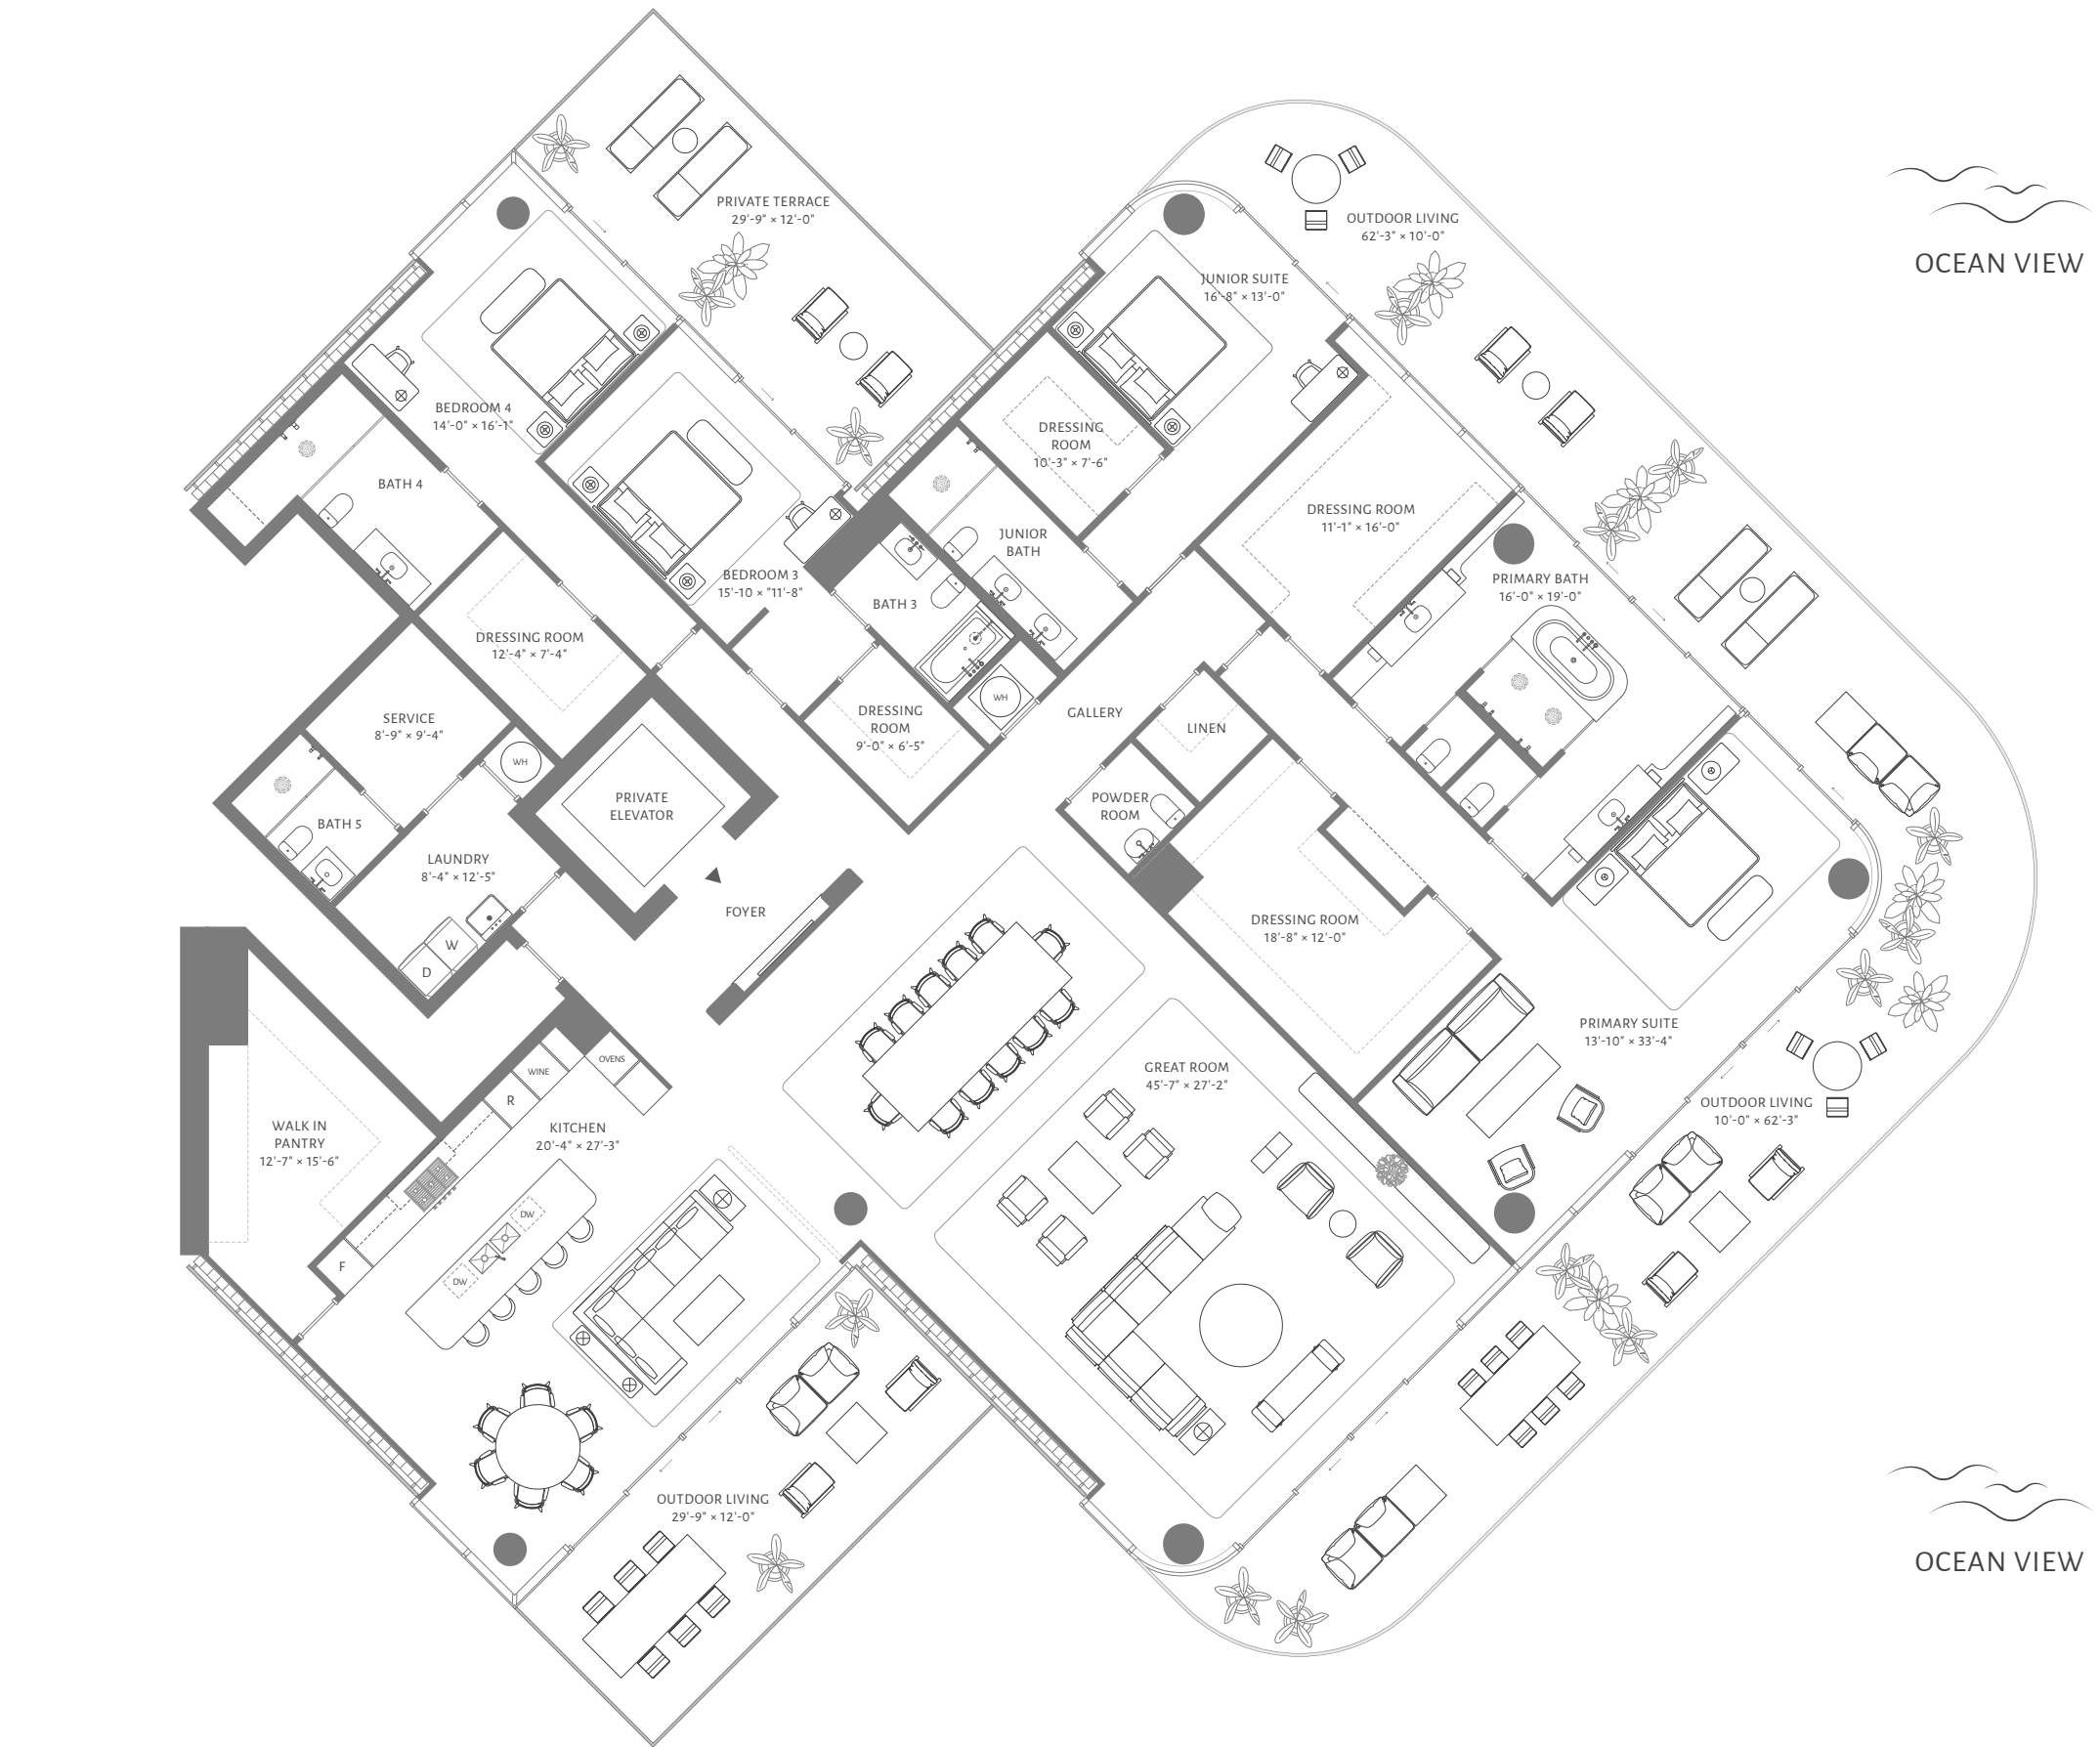 PRIVATE TERRACE
29'-9" × 12'-0"
OUTDOOR LIVING
62'-3" × 10'-0"
OCEAN VIEW
JUNIOR SUITE
16'-8" × 13'-0"
BEDROOM 4
14'-0" × 16'-1"
DRESSING
ROOM
10'-3" × 7'-6"
BATH 4
JUNIOR
BATH
DRESSING ROOM
11'-1" × 16'-0"
BEDROOM 3
15'-10 × "11'-8"
BATH 3
PRIMARY BATH
16'-0" × 19'-0"
DRESSING ROOM
12'-4" × 7'-4"
WH
SERVICE
8'-9" × 9'-4"
DRESSING
ROOM
9'-0" × 6'-5"
GALLERY
LINEN
WH
PRIVATE
ELEVATOR
POWDER
ROOM
BATH 5
LAUNDRY
8'-4" × 12'-5"
FOYER
DRESSING ROOM
18'-8" × 12'-0"
W
D
PRIMARY SUITE
13'-10" × 33'-4"
OVENS
WINE
R
GREAT ROOM
45'-7" × 27'-2"
OUTDOOR LIVING
10'-0" × 62'-3"
WALK IN
PANTRY
12'-7" × 15'-6"
KITCHEN
20'-4" × 27'-3"
DW
F
DW
OUTDOOR LIVING
29'-9" × 12'-0"
OCEAN VIEW